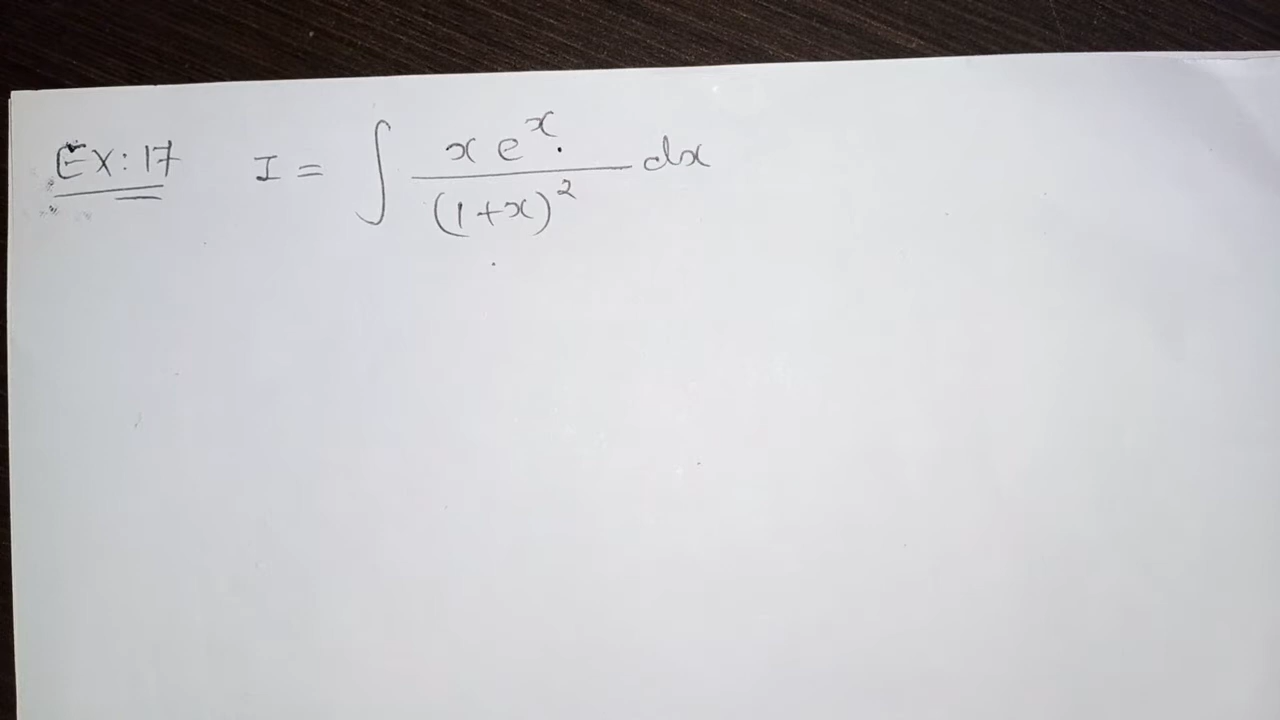 EX: 17 I = ∫ x e^x / (1+x)^2 dx